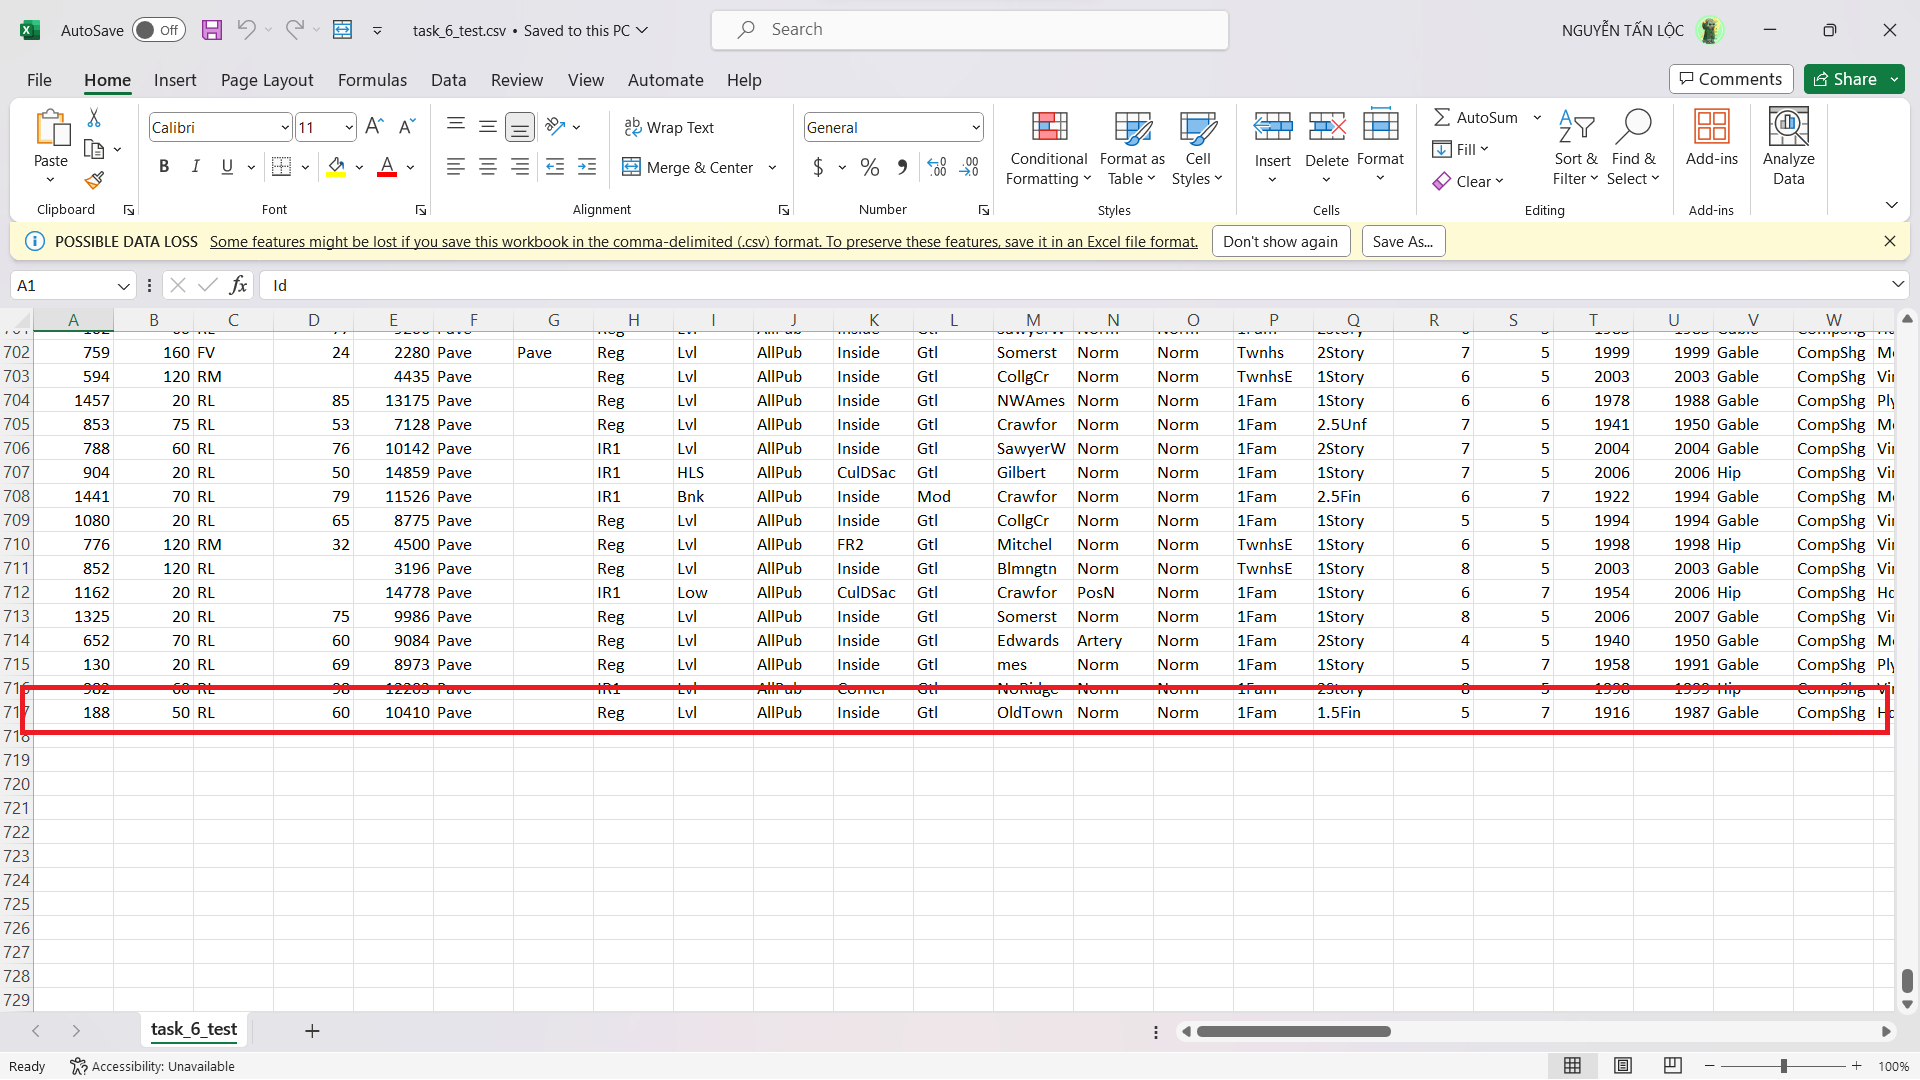 AutoSave Off task_6_test.csv • Saved to this PC Search NGUYỄN TẤN LỘC
File Home Insert Page Layout Formulas Data Review View Automate Help Comments Share
Paste Calibri 11 Wrap Text General Conditional Formatting Format as Table Cell Styles Insert Delete Format AutoSum Fill Clear Sort & Filter Find & Select Add-ins Analyze Data
B I U Merge & Center $ % 9
Clipboard Font Alignment Number Styles Cells Editing Add-ins
POSSIBLE DATA LOSS Some features might be lost if you save this workbook in the comma-delimited (.csv) format. To preserve these features, save it in an Excel file format. Don't show again Save As...
A1 fx Id
A B C D E F G H I J K L M N O P Q R S T U V W
702 759 160 FV 24 2280 Pave Pave Reg Lvl AllPub Inside Gtl Somerst Norm Norm Twnhs 2Story 7 5 1999 1999 Gable CompShg
703 594 120 RM 4435 Pave Reg Lvl AllPub Inside Gtl CollgCr Norm Norm TwnhsE 1Story 6 5 2003 2003 Gable CompShg
704 1457 20 RL 85 13175 Pave Reg Lvl AllPub Inside Gtl NWAmes Norm Norm 1Fam 1Story 6 6 1978 1988 Gable CompShg
705 853 75 RL 53 7128 Pave Reg Lvl AllPub Inside Gtl Crawfor Norm Norm 1Fam 2.5Unf 7 5 1941 1950 Gable CompShg
706 788 60 RL 76 10142 Pave IR1 Lvl AllPub Inside Gtl SawyerW Norm Norm 1Fam 2Story 7 5 2004 2004 Gable CompShg
707 904 20 RL 50 14859 Pave IR1 HLS AllPub CulDSac Gtl Gilbert Norm Norm 1Fam 1Story 7 5 2006 2006 Hip CompShg
708 1441 70 RL 79 11526 Pave IR1 Bnk AllPub Inside Mod Crawfor Norm Norm 1Fam 2.5Fin 6 7 1922 1994 Gable CompShg
709 1080 20 RL 65 8775 Pave Reg Lvl AllPub Inside Gtl CollgCr Norm Norm 1Fam 1Story 5 5 1994 1994 Gable CompShg
710 776 120 RM 32 4500 Pave Reg Lvl AllPub FR2 Gtl Mitchel Norm Norm TwnhsE 1Story 6 5 1998 1998 Hip CompShg
711 852 120 RL 3196 Pave Reg Lvl AllPub Inside Gtl Blmngtn Norm Norm TwnhsE 1Story 8 5 2003 2003 Gable CompShg
712 1162 20 RL 14778 Pave IR1 Low AllPub CulDSac Gtl Crawfor PosN Norm 1Fam 1Story 6 7 1954 2006 Hip CompShg
713 1325 20 RL 75 9986 Pave Reg Lvl AllPub Inside Gtl Somerst Norm Norm 1Fam 1Story 8 5 2006 2007 Gable CompShg
714 652 70 RL 60 9084 Pave Reg Lvl AllPub Inside Gtl Edwards Artery Norm 1Fam 2Story 4 5 1940 1950 Gable CompShg
715 130 20 RL 69 8973 Pave Reg Lvl AllPub Inside Gtl mes Norm Norm 1Fam 1Story 5 7 1958 1991 Gable CompShg
716 982 60 RL 98 12203 Pave IR1 Lvl AllPub Corner Gtl NoRidge Norm Norm 1Fam 2Story 8 5 1998 1999 Hip CompShg
717 188 50 RL 60 10410 Pave Reg Lvl AllPub Inside Gtl OldTown Norm Norm 1Fam 1.5Fin 5 7 1916 1987 Gable CompShg
718
719
720
721
722
723
724
725
726
727
728
729
task_6_test
Ready Accessibility: Unavailable 100%